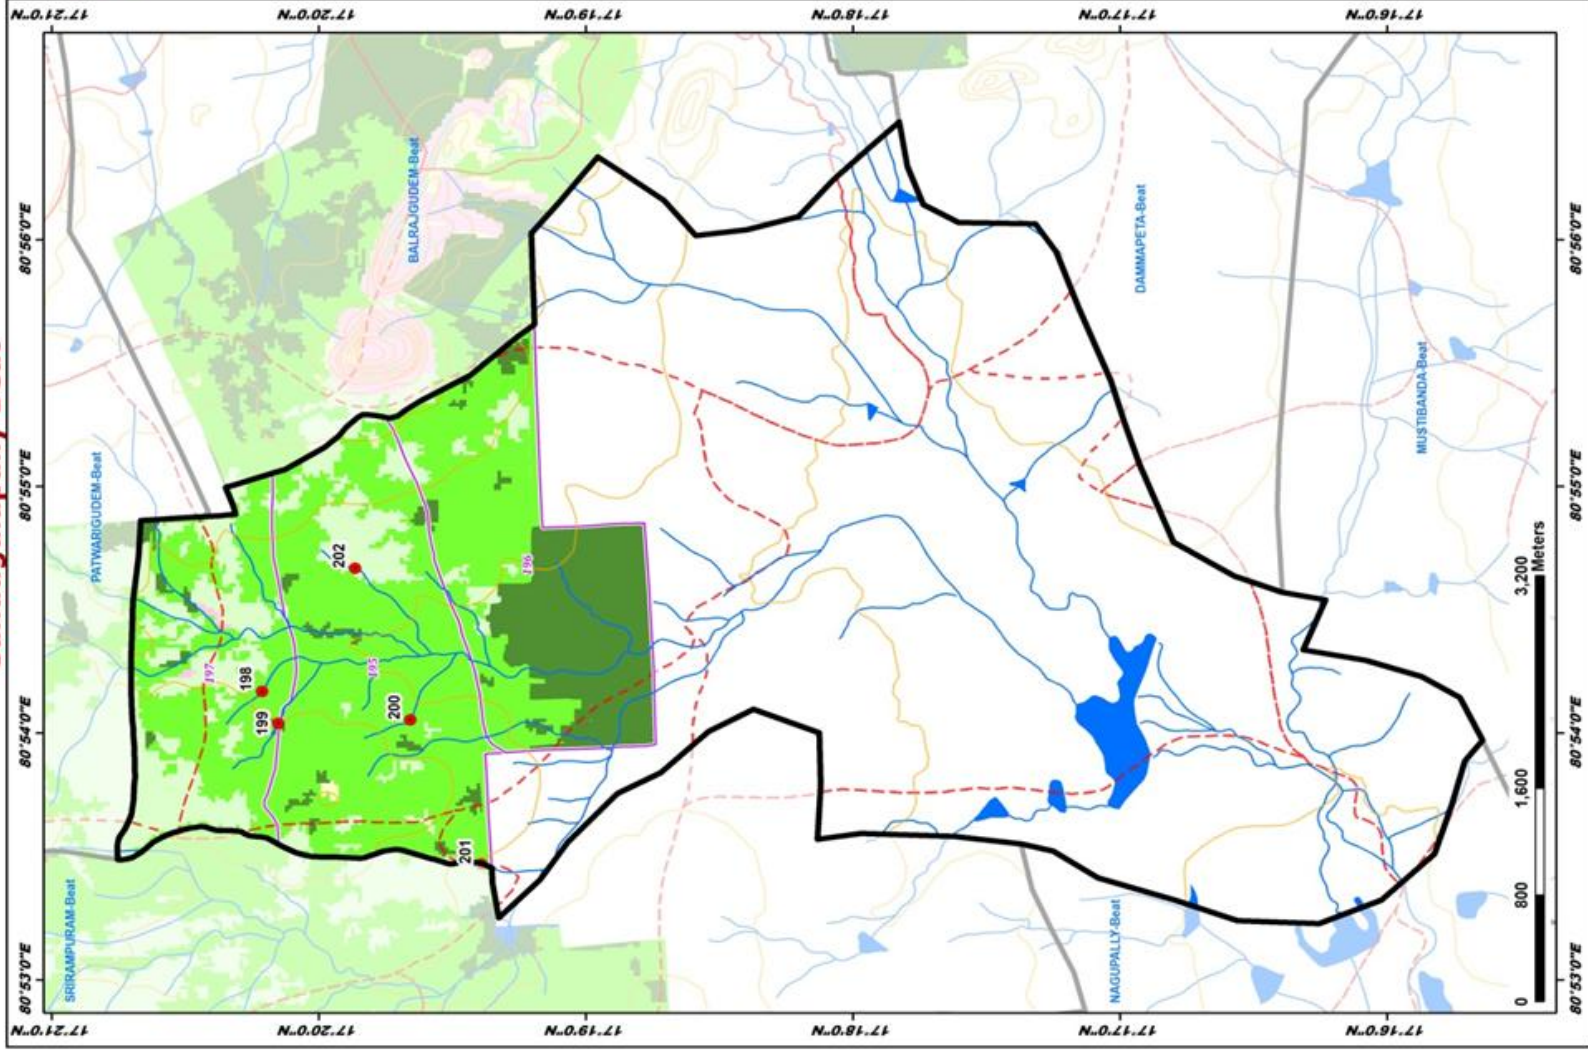 80°53'0"E
80°54'0"E
80°55'0"E
80°56'0"E
17°21'0"N
17°21'0"N
SRIRAMPURAM-Beat
PATWARIGUDEM-Beat
197
198
199
17°20'0"N
17°20'0"N
202
195
200
BALRAJGUDEM-Beat
201
196
17°19'0"N
17°19'0"N
17°18'0"N
17°18'0"N
NAGUPALLY-Beat
DAMMAPETA-Beat
17°17'0"N
17°17'0"N
17°16'0"N
17°16'0"N
MUSTIBANDA-Beat
0 800 1,600 3,200
Meters
80°53'0"E
80°54'0"E
80°55'0"E
80°56'0"E